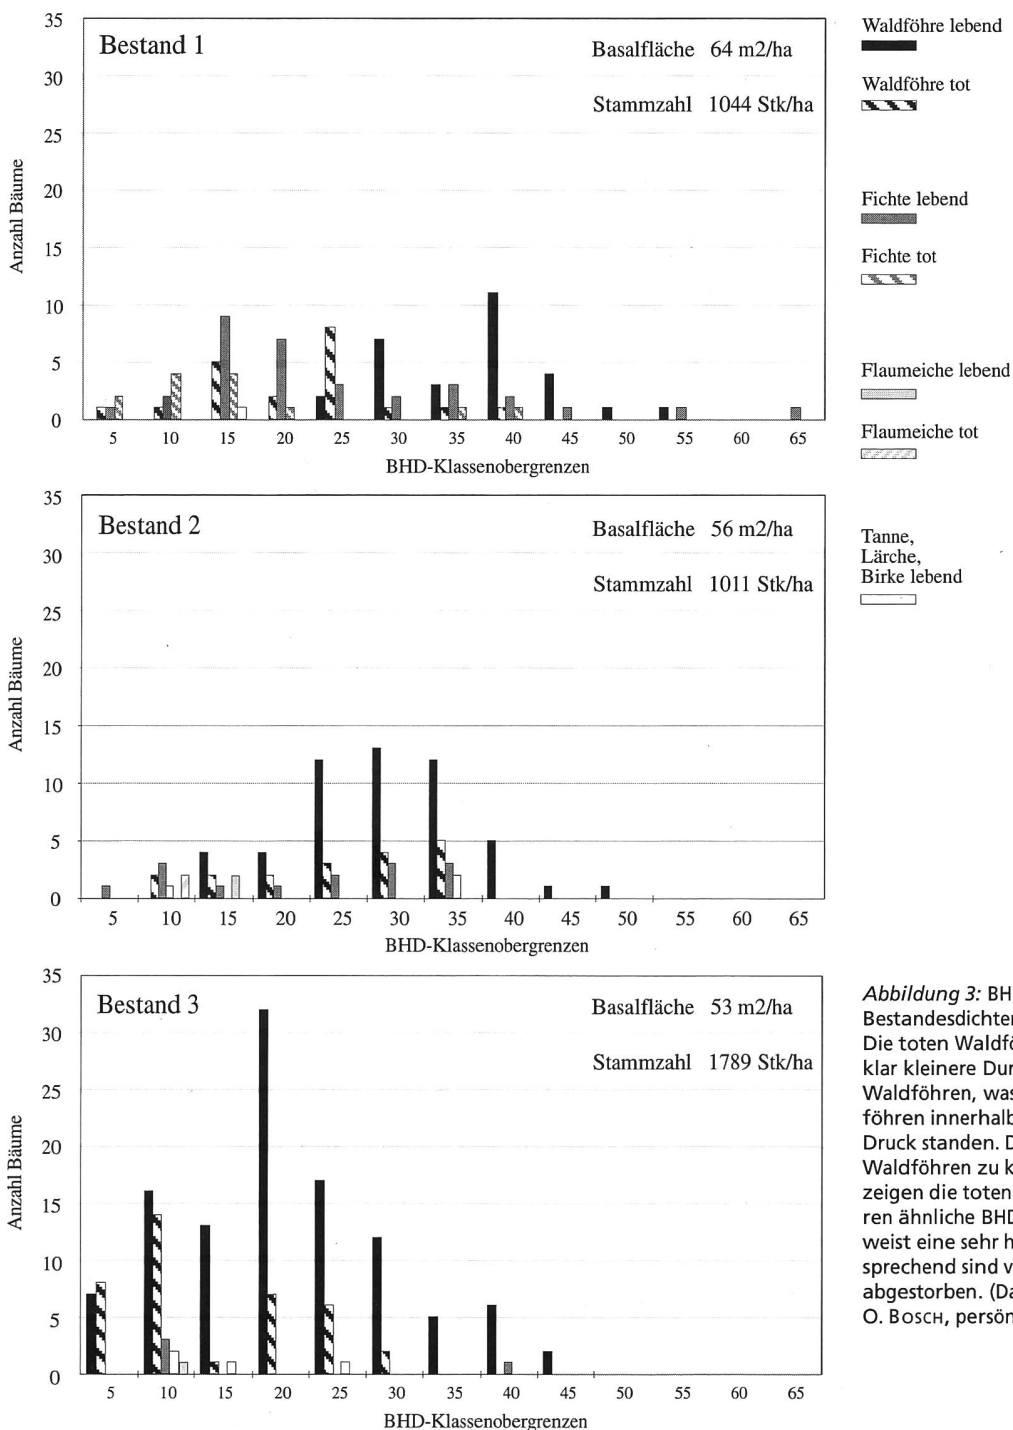 35
Bestand 1
Basalfläche 64 m2/ha
30
Stammzahl 1044 Stk/ha
25
20
15
10
5
0
Anzahl Bäume
5 10 15 20 25 30 35 40 45 50 55 60 65
BHD-Klassenobergrenzen
Waldföhre lebend
Waldföhre tot
Fichte lebend
Fichte tot
Flaumeiche lebend
Flaumeiche tot
Tanne,
Lärche,
Birke lebend
35
Bestand 2
Basalfläche 56 m2/ha
30
Stammzahl 1011 Stk/ha
25
20
15
10
5
0
Anzahl Bäume
5 10 15 20 25 30 35 40 45 50 55 60 65
BHD-Klassenobergrenzen
35
Bestand 3
Basalfläche 53 m2/ha
30
Stammzahl 1789 Stk/ha
25
20
15
10
5
0
Anzahl Bäume
5 10 15 20 25 30 35 40 45 50 55 60 65
BHD-Klassenobergrenzen
Abbildung 3: BH
Bestandesdichten
Die toten Waldfö
klar kleinere Dur
Waldföhren, was
föhren innerhalb
Druck standen. D
Waldföhren zu k
zeigen die toten
ren ähnliche BHD
weist eine sehr h
sprechend sind v
abgestorben. (Da
O. BOSCH, persön